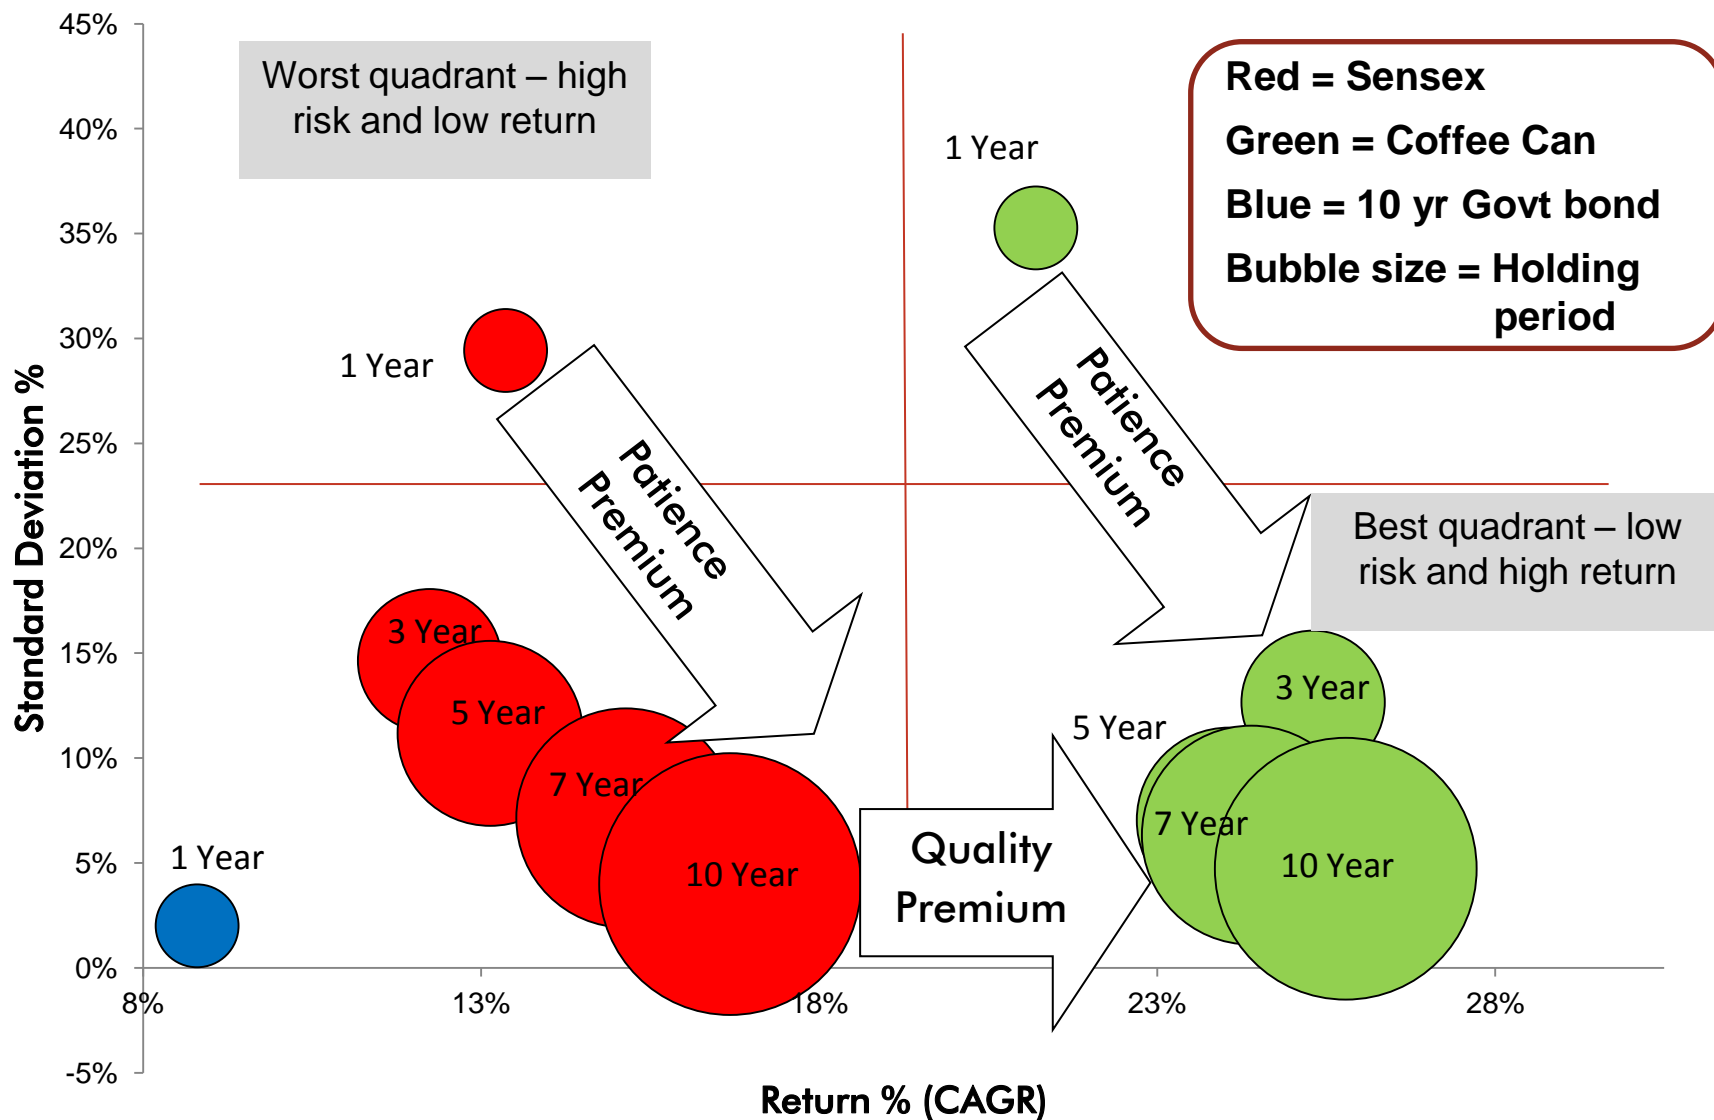 45%
40%
35%
30%
25%
20%
15%
10%
5%
0%
-5%
Standard Deviation %
8%
13%
18%
23%
28%
Return % (CAGR)
Worst quadrant – high
risk and low return
Red = Sensex
Green = Coffee Can
Blue = 10 yr Govt bond
Bubble size = Holding
period
1 Year
1 Year
Patience
Premium
Patience
Premium
Best quadrant – low
risk and high return
3 Year
5 Year
7 Year
10 Year
1 Year
3 Year
5 Year
7 Year
10 Year
Quality
Premium